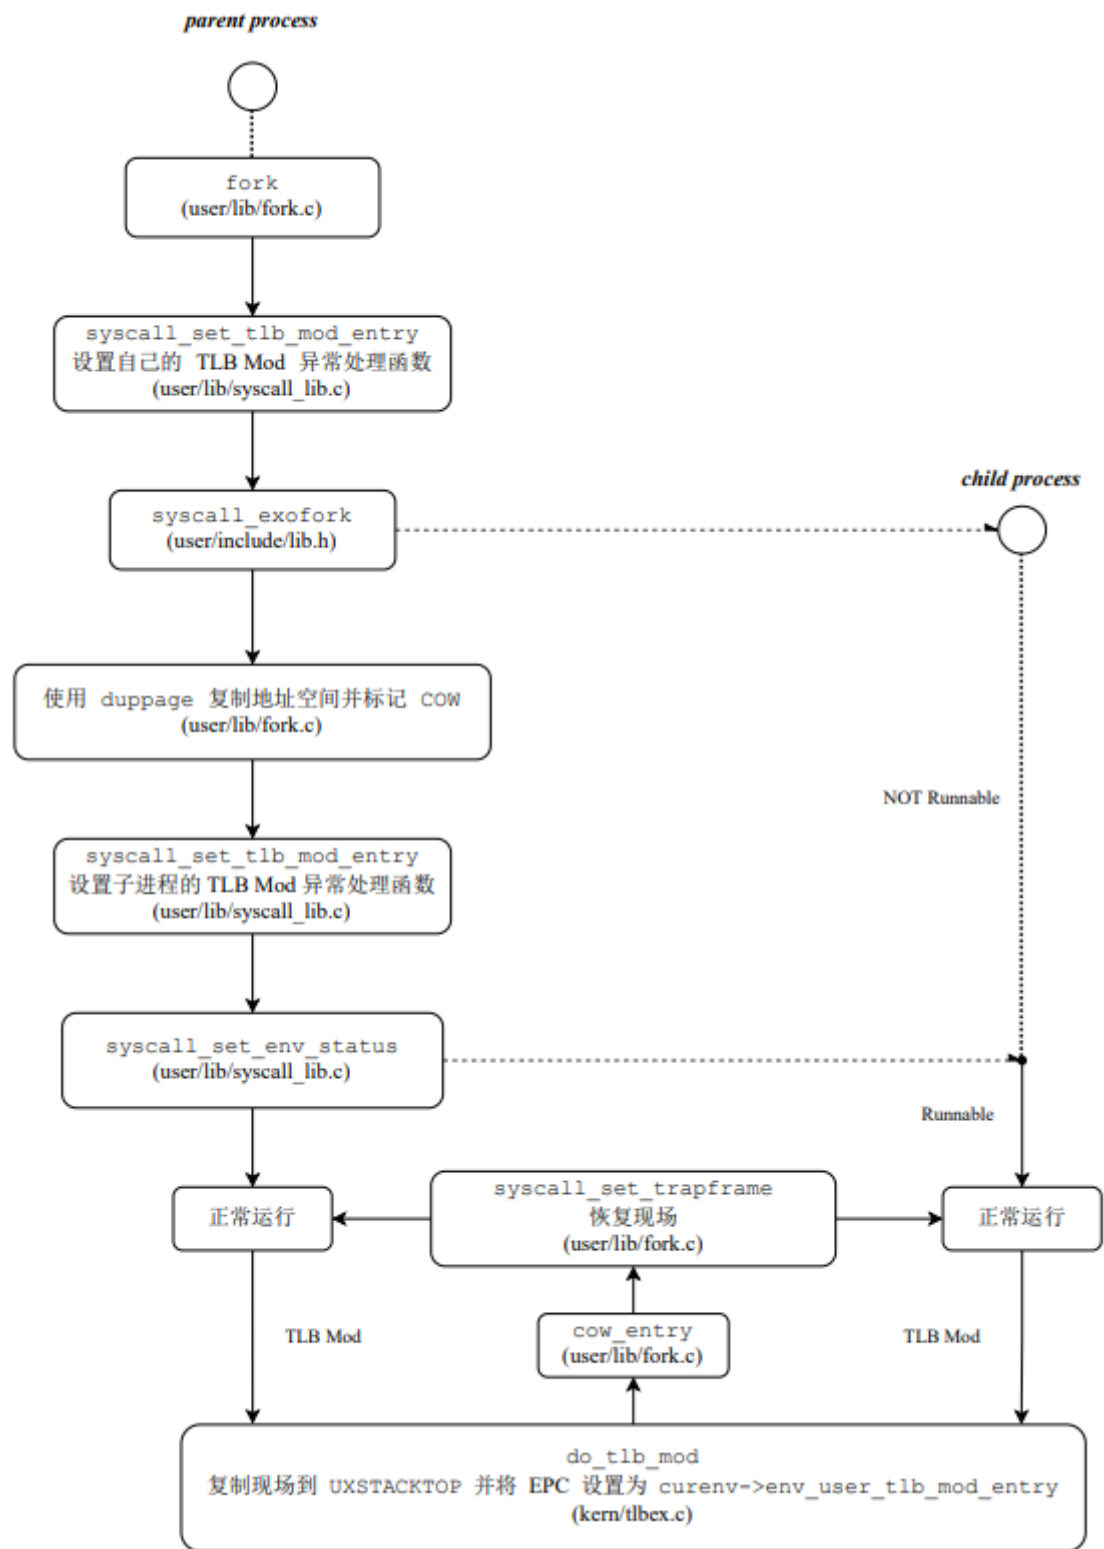 parent process
fork
(user/lib/fork.c)
syscall_set_tlb_mod_entry
设置自己的 TLB Mod 异常处理函数
(user/lib/syscall_lib.c)
child process
syscall_exofork
(user/include/lib.h)
使用 duppage 复制地址空间并标记 COW
(user/lib/fork.c)
NOT Runnable
syscall_set_tlb_mod_entry
设置子进程的 TLB Mod 异常处理函数
(user/lib/syscall_lib.c)
syscall_set_env_status
(user/lib/syscall_lib.c)
Runnable
syscall_set_trapframe
恢复现场
(user/lib/fork.c)
正常运行
正常运行
TLB Mod
cow_entry
(user/lib/fork.c)
TLB Mod
do_tlb_mod
复制现场到 UXSTACKTOP 并将 EPC 设置为 curenv->env_user_tlb_mod_entry
(kern/tlbex.c)